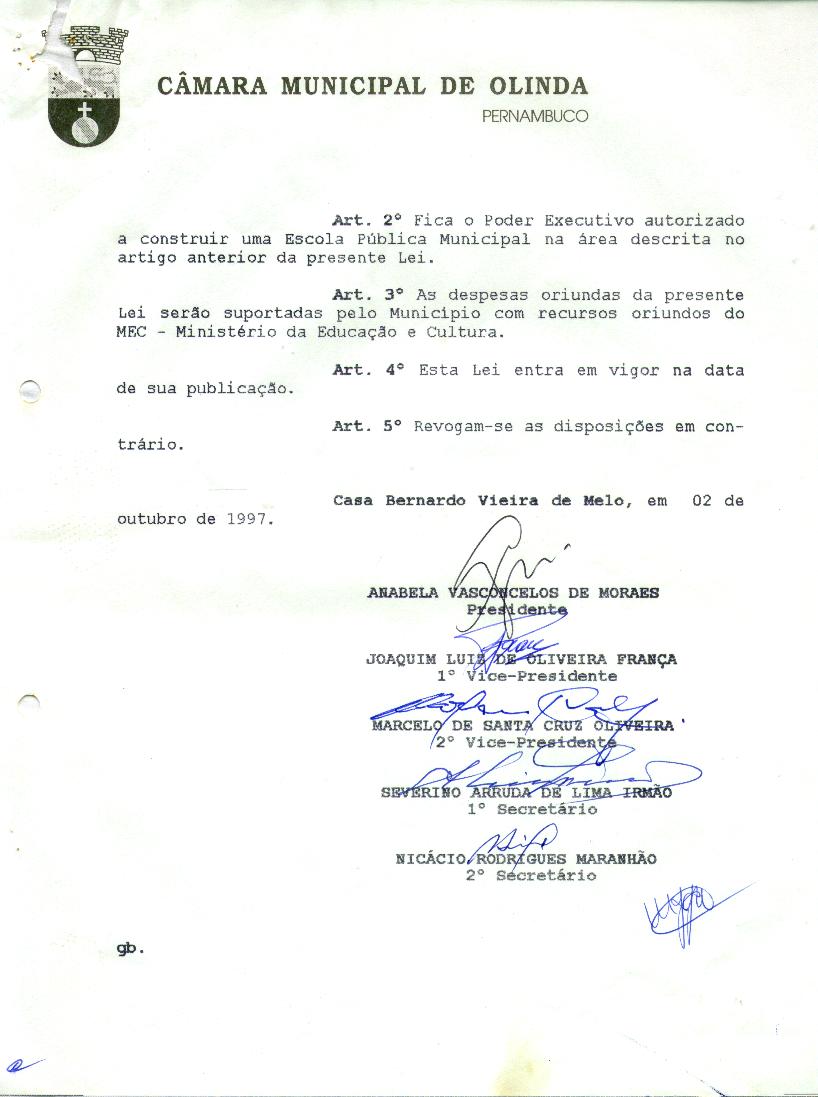 CÂMARA MUNICIPAL DE OLINDA
PERNAMBUCO
Art. 2° Fica o Poder Executivo autorizado
a construir uma Escola Pública Municipal na área descrita no
artigo anterior da presente Lei.
Art. 3° As despesas oriundas da presente
Lei serão suportadas pelo Municipio com recursos oriundos do
MEC - Ministério da Educação e Cultura.
Art. 4° Esta Lei entra em vigor na data
de sua publicação.
Art. 5° Revogam-se as disposições em con-
trário.
Casa Bernardo Vieira de Melo, em 02 de
outubro de 1997.
ANABELA VASCONCELOS DE MORAES
Presidente
JOAQUIM LUIZ DE OLIVEIRA FRANÇA
1° Vice-Presidente
MARCELO DE SANTA CRUZ OLIVEIRA
2° Vice-Presidente
SEVERINO ARRUDA DE LIMA IRMÃO
1° Secretário
NICÁCIO RODRIGUES MARANHÃO
2° Secretário
gb.